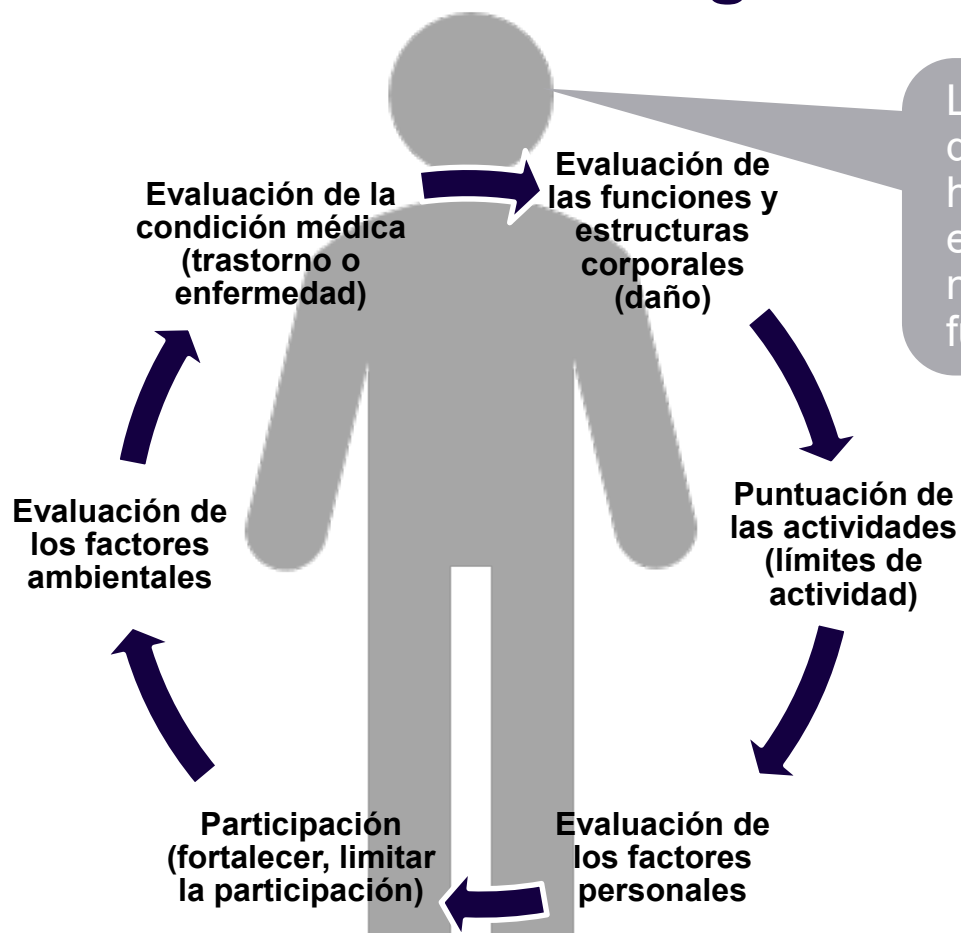 Evaluación de la
condición médica
(trastorno o
enfermedad)
Evaluación de
las funciones y
estructuras
corporales
(daño)
Puntuación de
las actividades
(límites de
actividad)
Evaluación de
los factores
personales
Participación
(fortalecer, limitar
la participación)
Evaluación de
los factores
ambientales